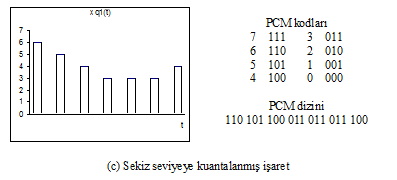 x q1(t)
7
6
5
4
3
2
1
0
t
PCM kodları
7 111 3 011
6 110 2 010
5 101 1 001
4 100 0 000
PCM dizini
110 101 100 011 011 011 100
(c) Sekiz seviyeye kuantalanmış işaret